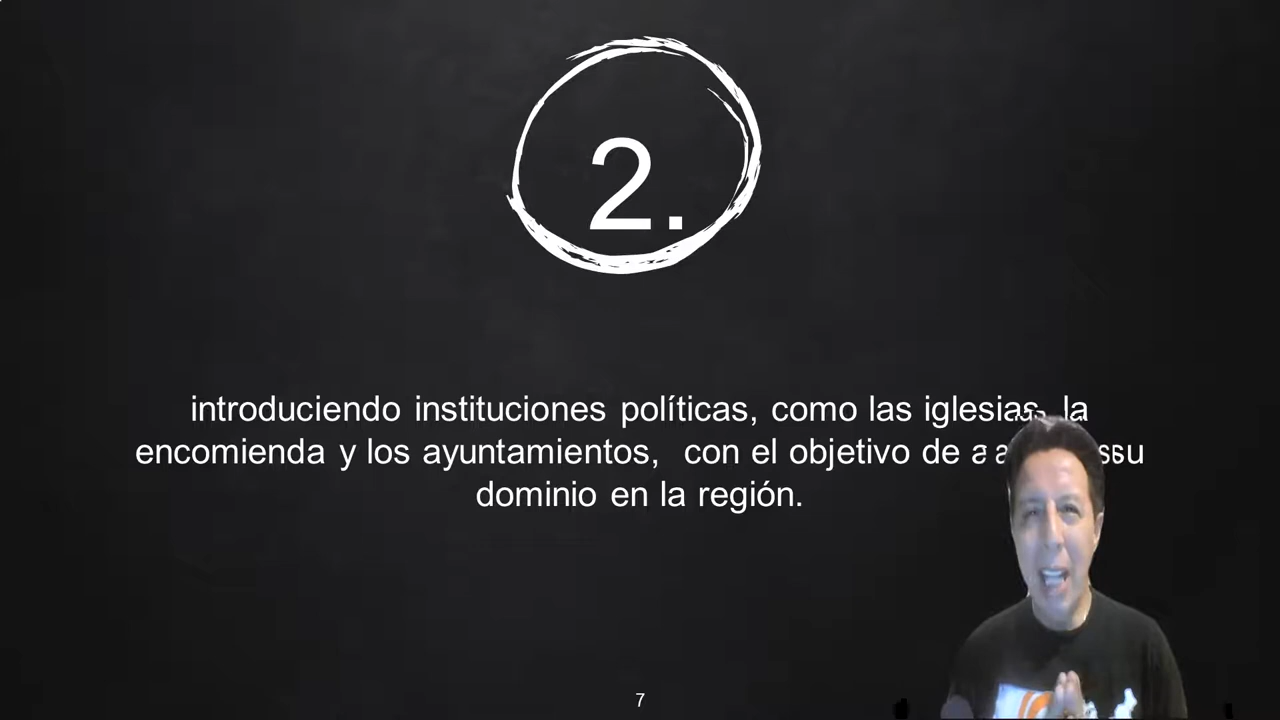 2.
introduciendo instituciones políticas, como las iglesias, la
encomienda y los ayuntamientos, con el objetivo de su
dominio en la región.
7